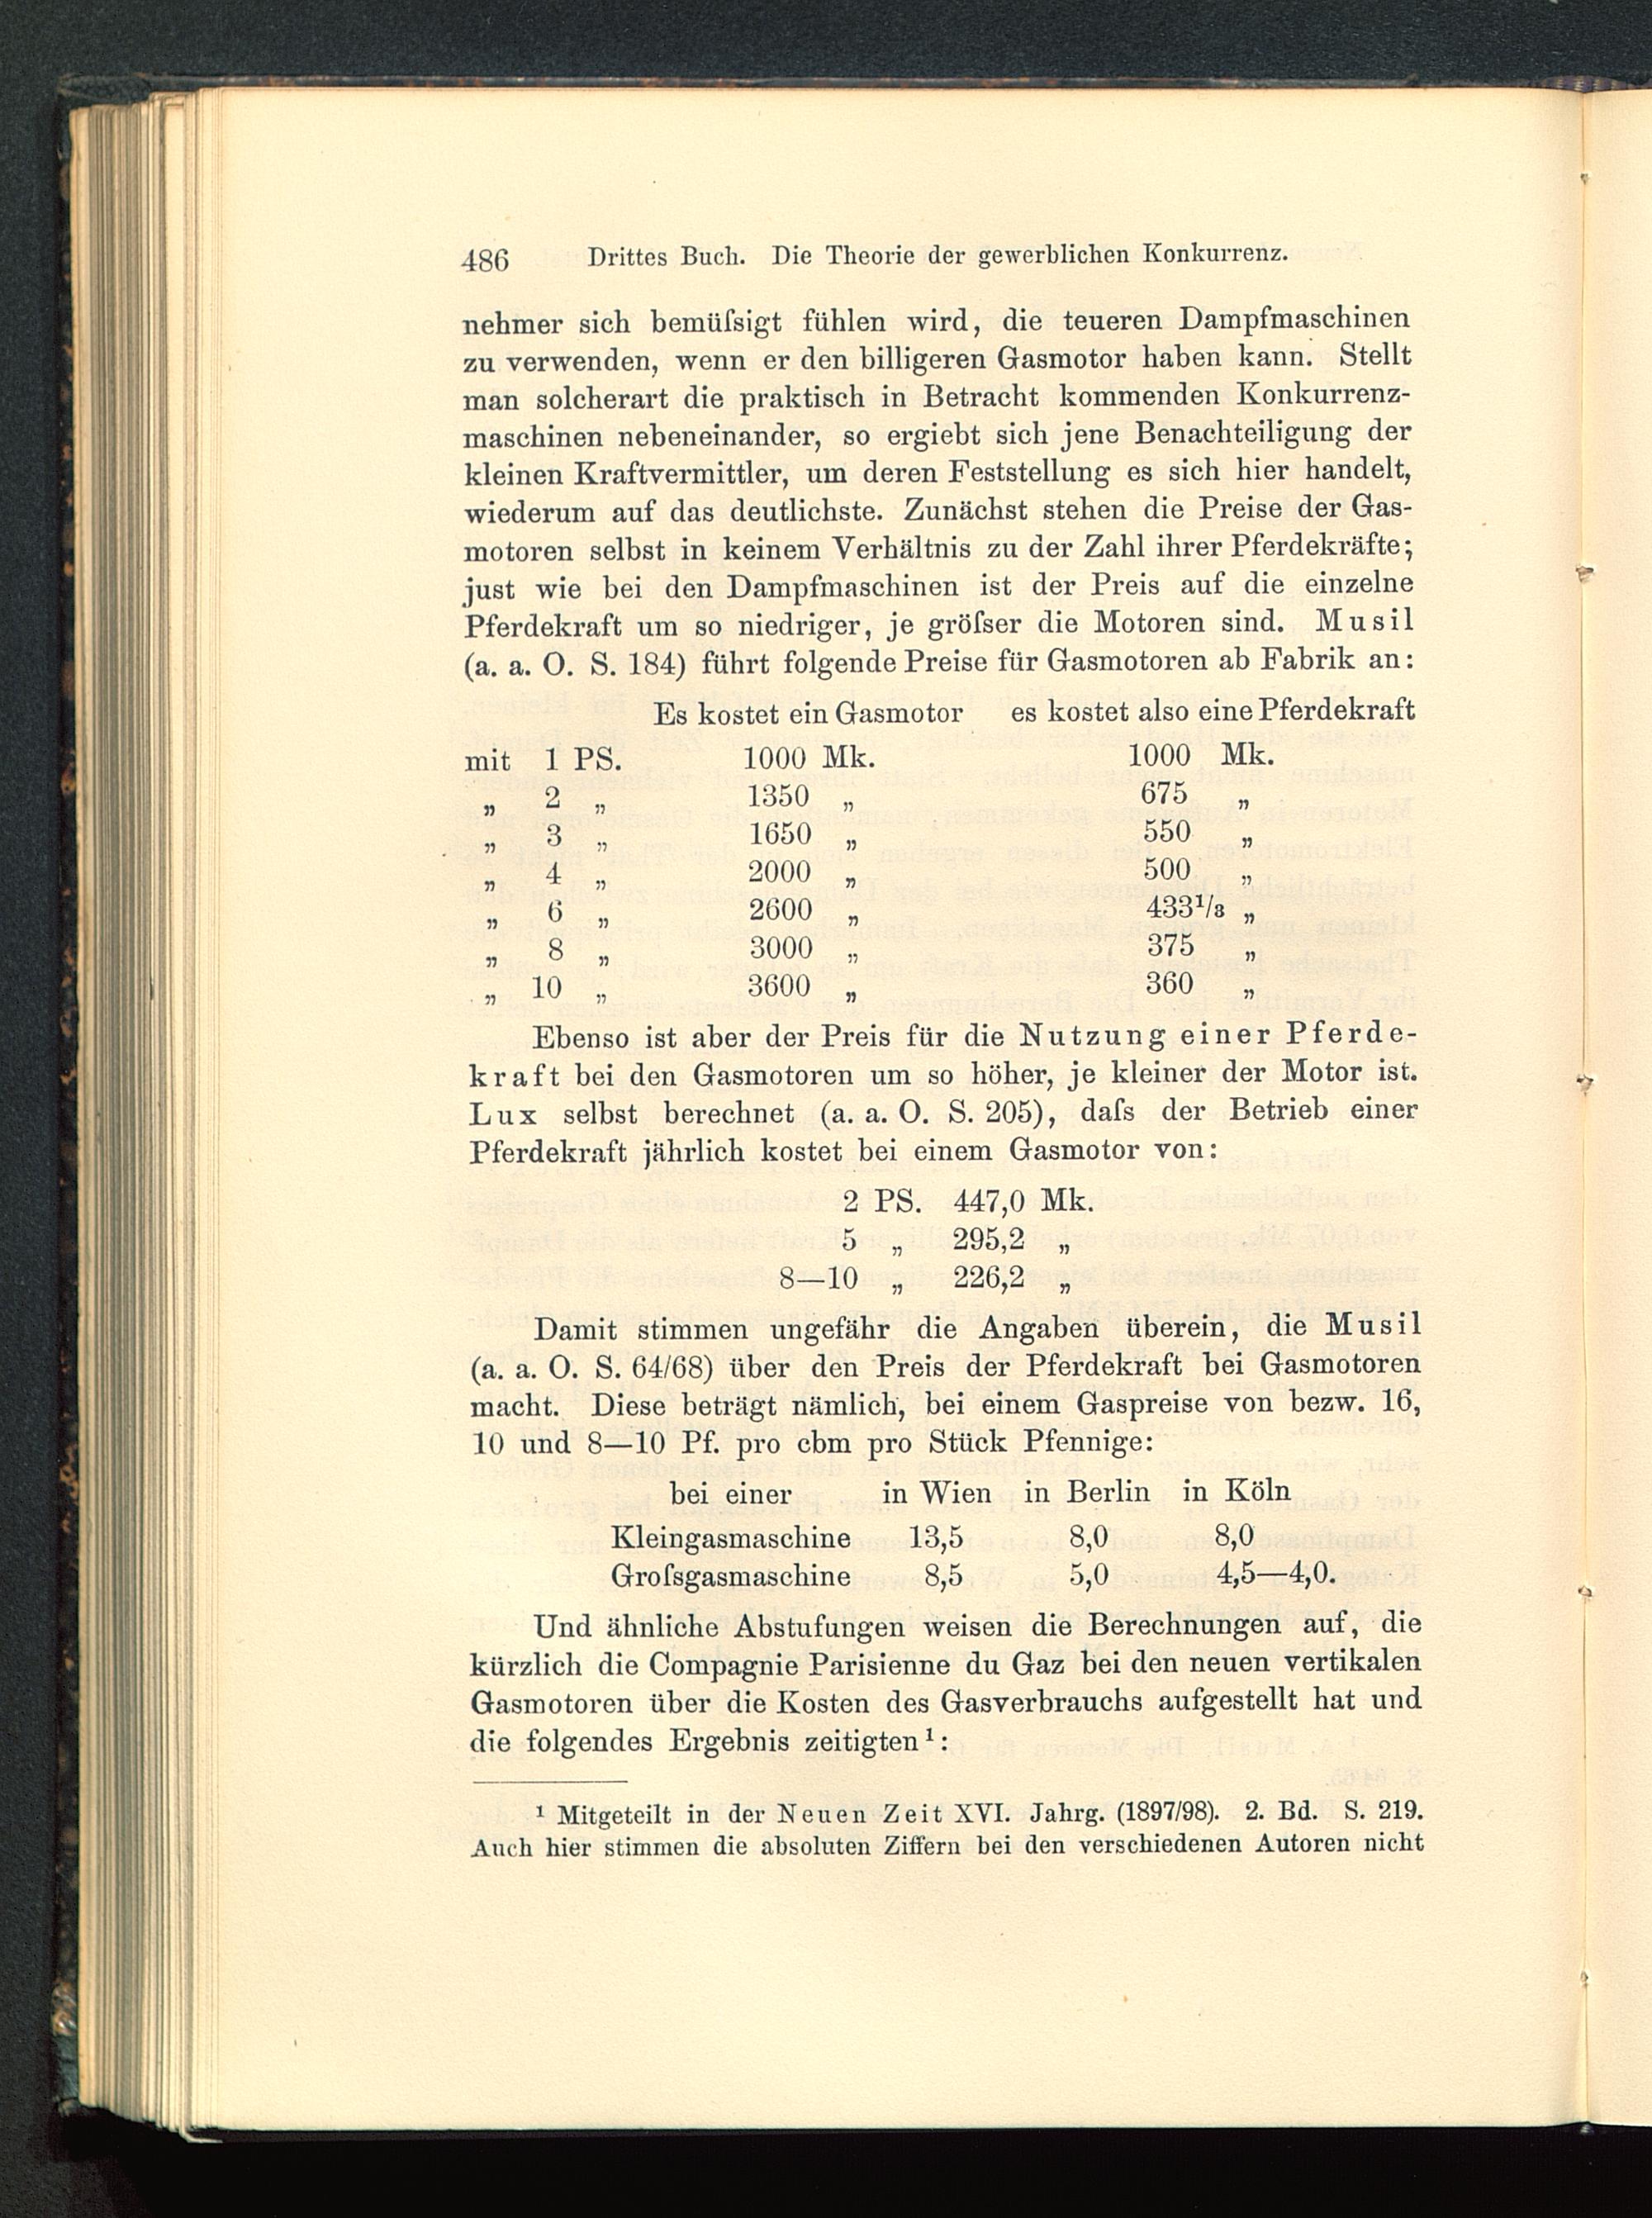 486 Drittes Buch. Die Theorie der gewerblichen Konkurrenz.
nehmer sich bemüſsigt fühlen wird, die teueren Dampfmaschinen
zu verwenden, wenn er den billigeren Gasmotor haben kann. Stellt
man solcherart die praktisch in Betracht kommenden Konkurrenz-
maschinen nebeneinander, so ergiebt sich jene Benachteiligung der
kleinen Kraftvermittler, um deren Feststellung es sich hier handelt,
wiederum auf das deutlichste. Zunächst stehen die Preise der Gas-
motoren selbst in keinem Verhältnis zu der Zahl ihrer Pferdekräfte;
just wie bei den Dampfmaschinen ist der Preis auf die einzelne
Pferdekraft um so niedriger, je gröſser die Motoren sind. Musil
(a. a. O. S. 184) führt folgende Preise für Gasmotoren ab Fabrik an:
Es kostet ein Gasmotor es kostet also eine Pferdekraft
mit 1 PS. 1000 Mk. 1000 Mk.
„ 2 „ 1350 „ 675 „
„ 3 „ 1650 „ 550 „
„ 4 „ 2000 „ 500 „
„ 6 „ 2600 „ 433 1/3 „
„ 8 „ 3000 „ 375 „
„ 10 „ 3600 „ 360 „
Ebenso ist aber der Preis für die Nutzung einer Pferde-
kraft bei den Gasmotoren um so höher, je kleiner der Motor ist.
Lux selbst berechnet (a. a. O. S. 205), daſs der Betrieb einer
Pferdekraft jährlich kostet bei einem Gasmotor von:
2 PS. 447,0 Mk.
5 „ 295,2 „
8—10 „ 226,2 „
Damit stimmen ungefähr die Angaben überein, die Musil
(a. a. O. S. 64/68) über den Preis der Pferdekraft bei Gasmotoren
macht. Diese beträgt nämlich, bei einem Gaspreise von bezw. 16,
10 und 8—10 Pf. pro cbm pro Stück Pfennige:
bei einer in Wien in Berlin in Köln
Kleingasmaschine 13,5 8,0 8,0
Groſsgasmaschine 8,5 5,0 4,5—4,0.
Und ähnliche Abstufungen weisen die Berechnungen auf, die
kürzlich die Compagnie Parisienne du Gaz bei den neuen vertikalen
Gasmotoren über die Kosten des Gasverbrauchs aufgestellt hat und
die folgendes Ergebnis zeitigten¹:
¹ Mitgeteilt in der Neuen Zeit XVI. Jahrg. (1897/98). 2. Bd. S. 219.
Auch hier stimmen die absoluten Ziffern bei den verschiedenen Autoren nicht